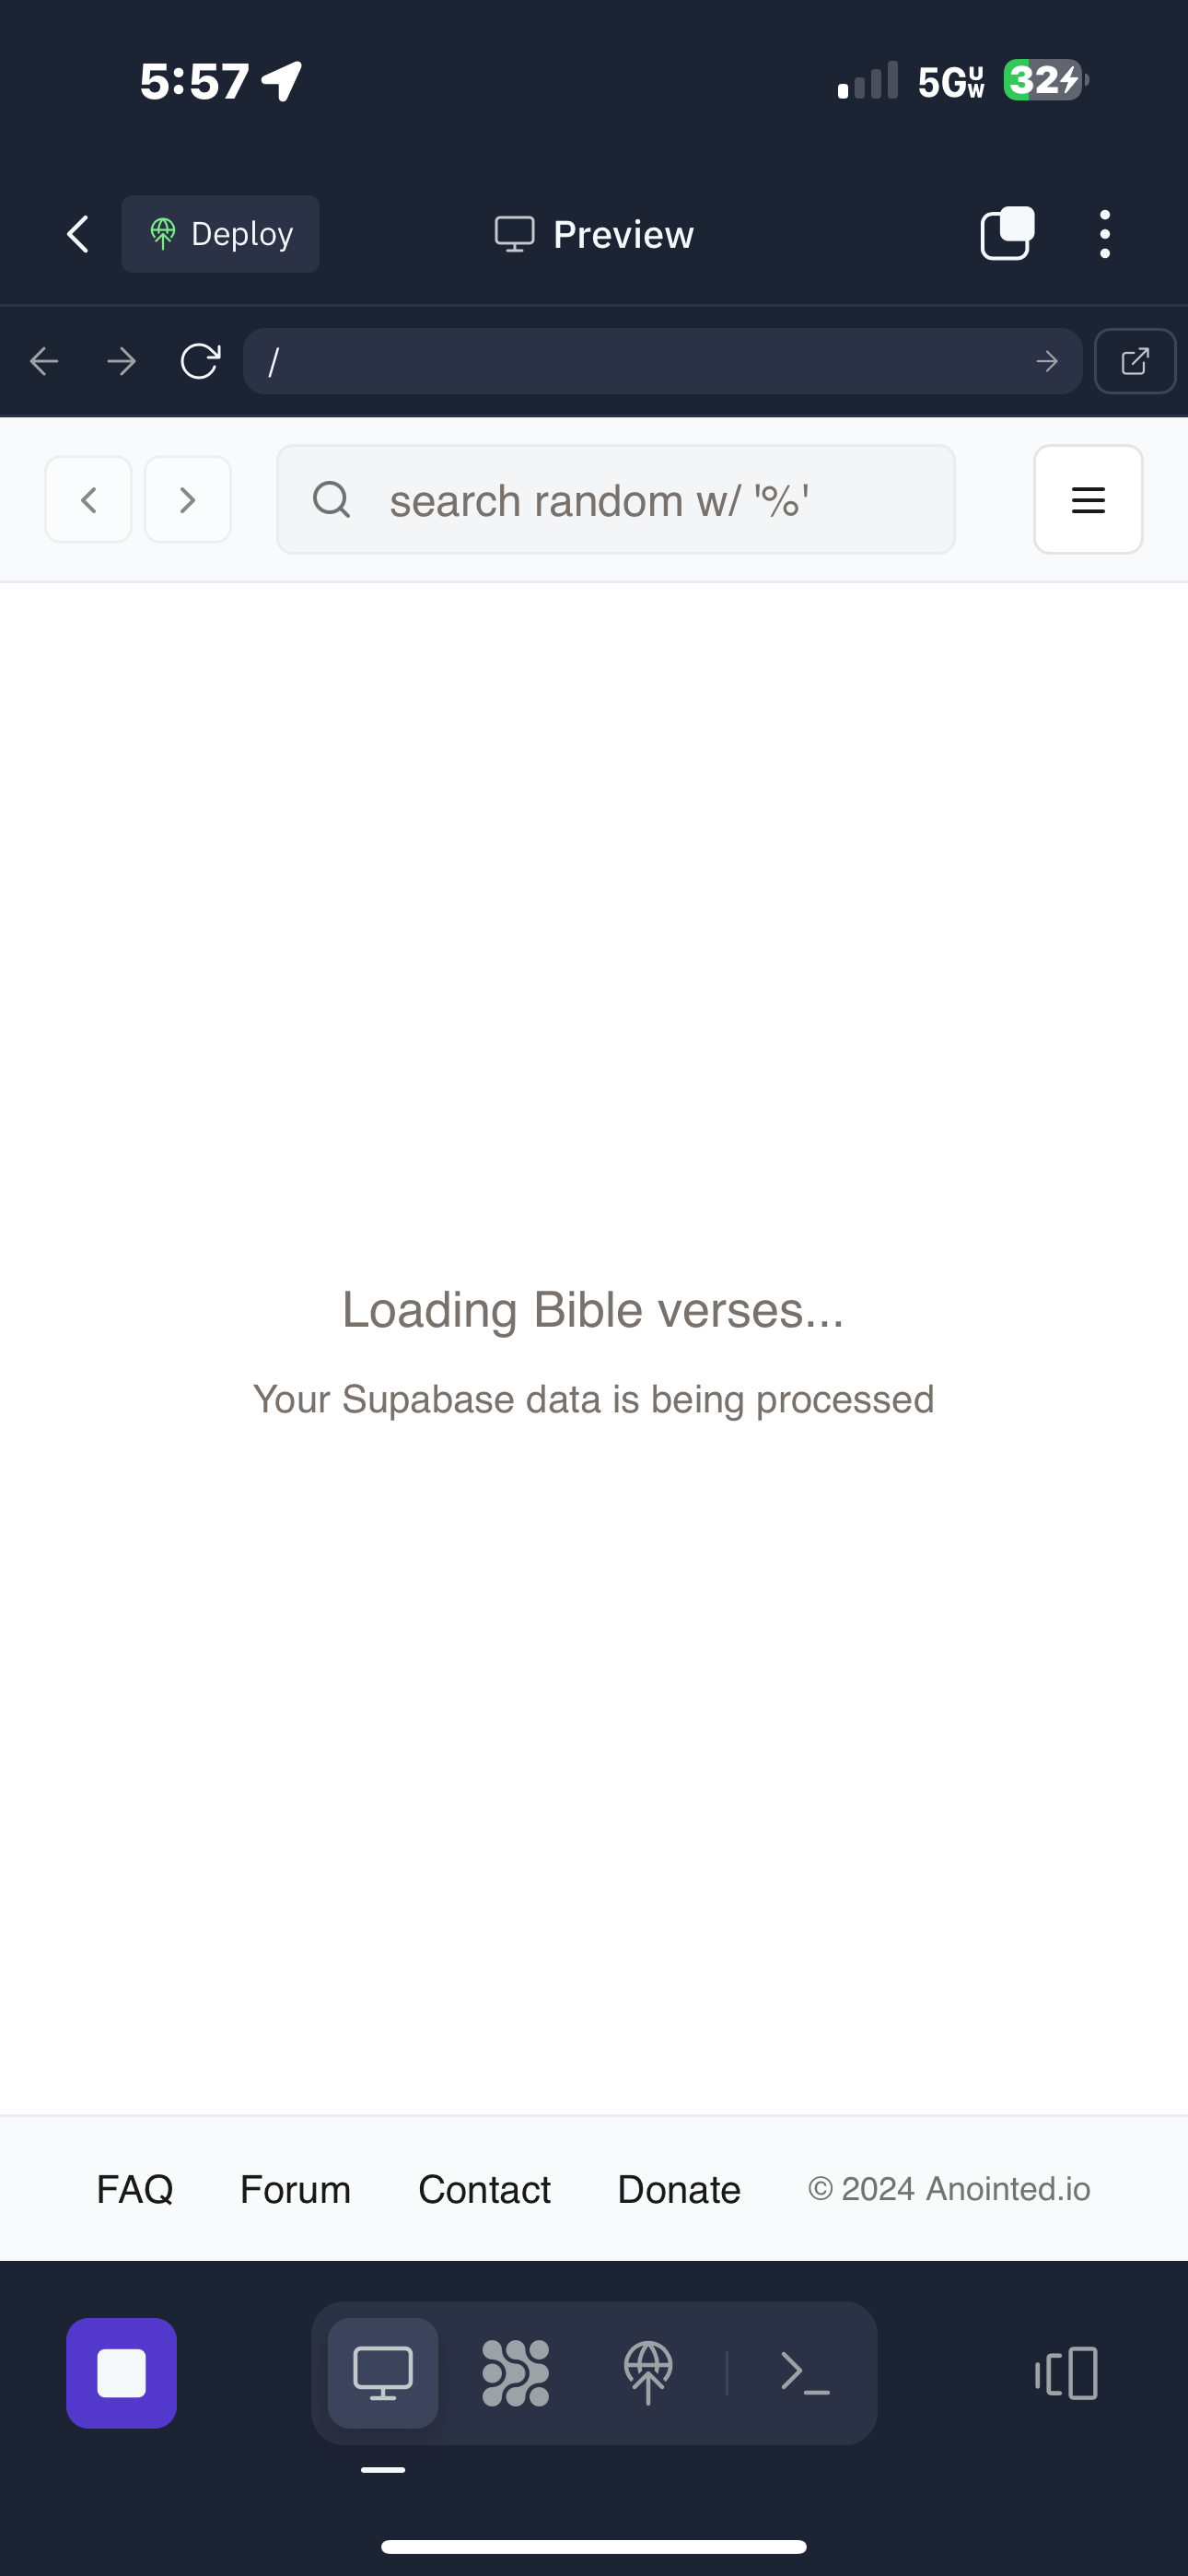 5:57
5G UW
32
Deploy
Preview
/
search random w/ '%'
Loading Bible verses...
Your Supabase data is being processed
FAQ Forum Contact Donate © 2024 Anointed.io